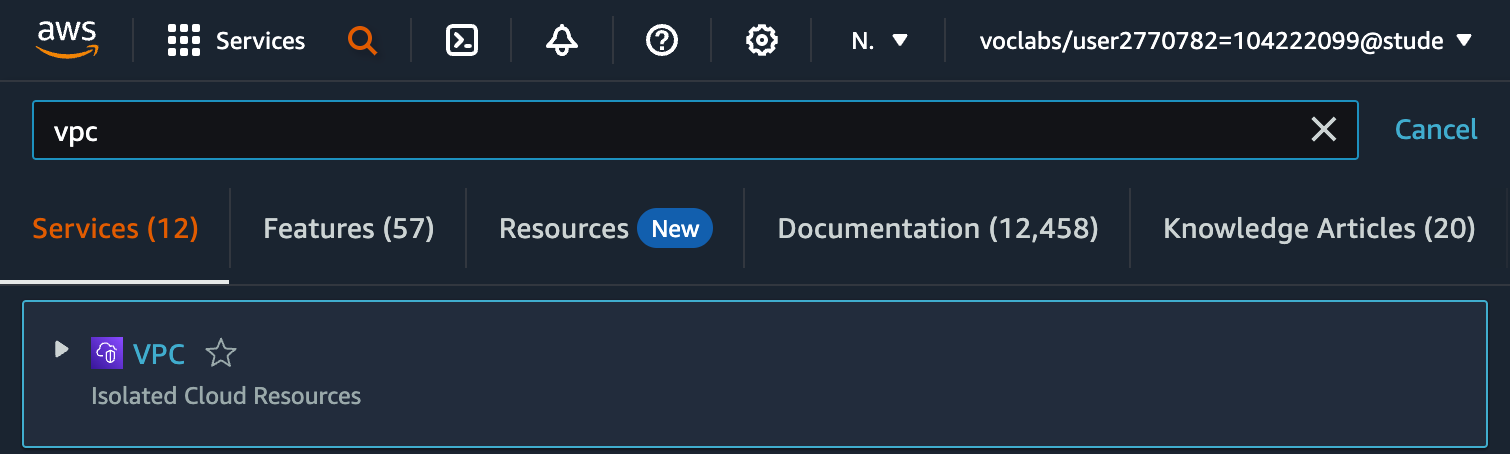 aws Services N. voclabs/user2770782=104222099@stude
vpc Cancel
Services (12) Features (57) Resources New Documentation (12,458) Knowledge Articles (20)
VPC
Isolated Cloud Resources